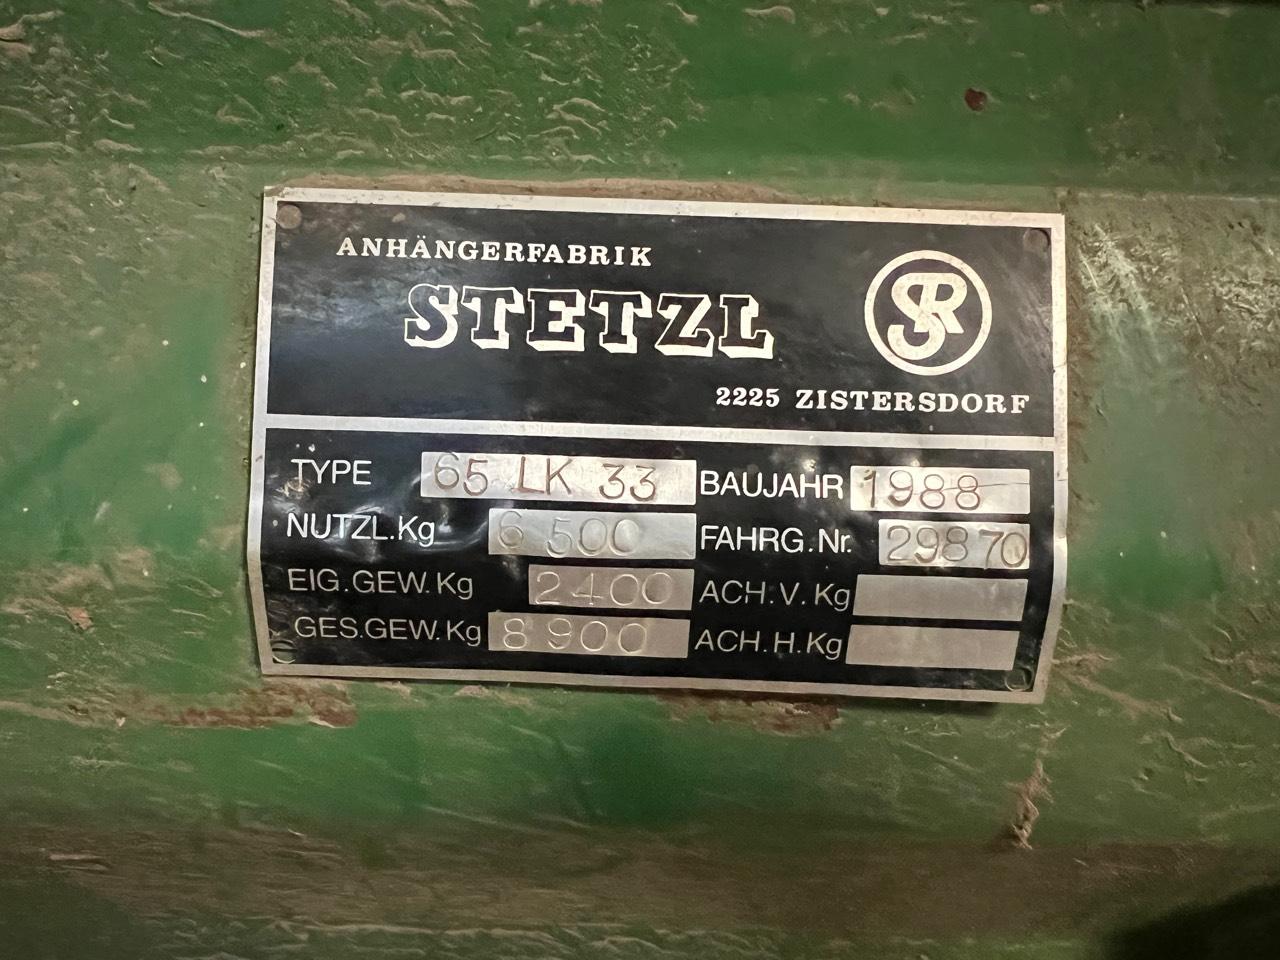 ANHÄNGERFABRIK
STETZL
SR
2225 ZISTERSDORF
TYPE 65 LK 33 BAUJAHR 1988
NUTZL.Kg 6 500 FAHRG.Nr. 29870
EIG.GEW.Kg 2400 ACH.V.Kg
GES.GEW.Kg 8 900 ACH.H.Kg